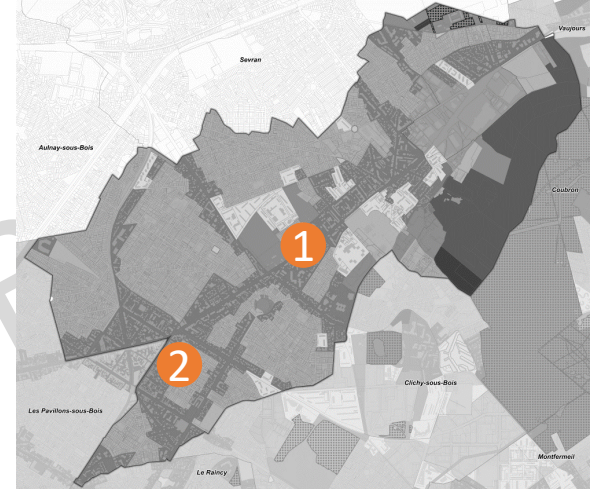 Vaujours
Sevran
Aulnay-sous-Bois
Coubron
1
2
Clichy-sous-Bois
Les Pavillons-sous-Bois
Montfermeil
Le Raincy